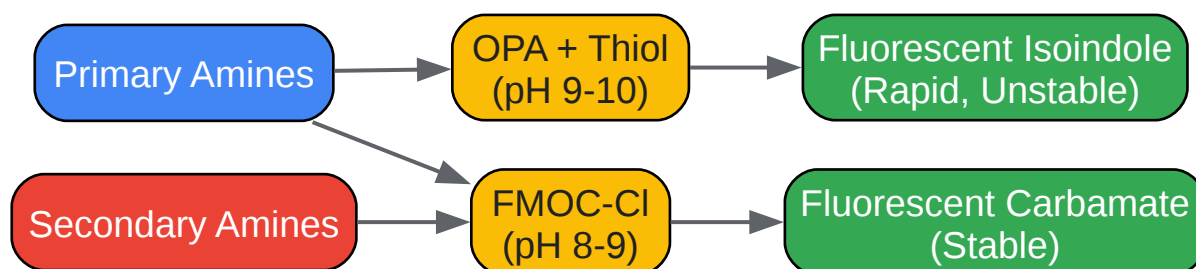 Primary Amines
OPA + Thiol
(pH 9-10)
Fluorescent Isoindole
(Rapid, Unstable)
Secondary Amines
FMOC-Cl
(pH 8-9)
Fluorescent Carbamate
(Stable)